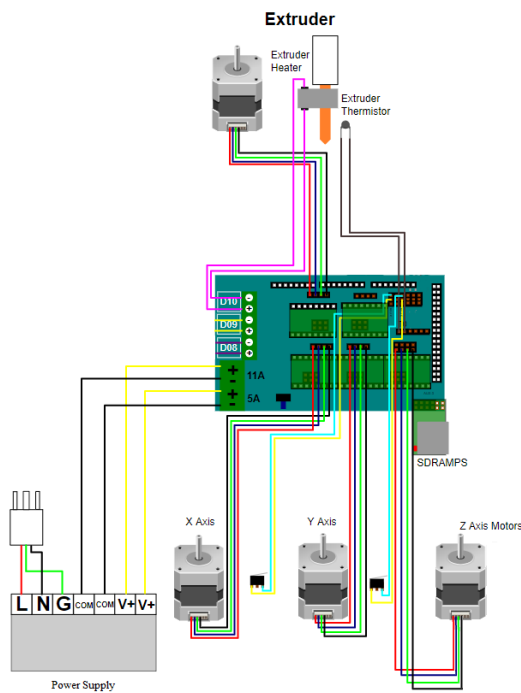 Extruder
Extruder
Heater
Extruder
Thermistor
-
D10
+
-
D09
+
-
D08
+
+
11A
-
+
5A
-
SDRAMPS
X Axis
Y Axis
Z Axis Motors
L N G COM COM V+ V+
Power Supply